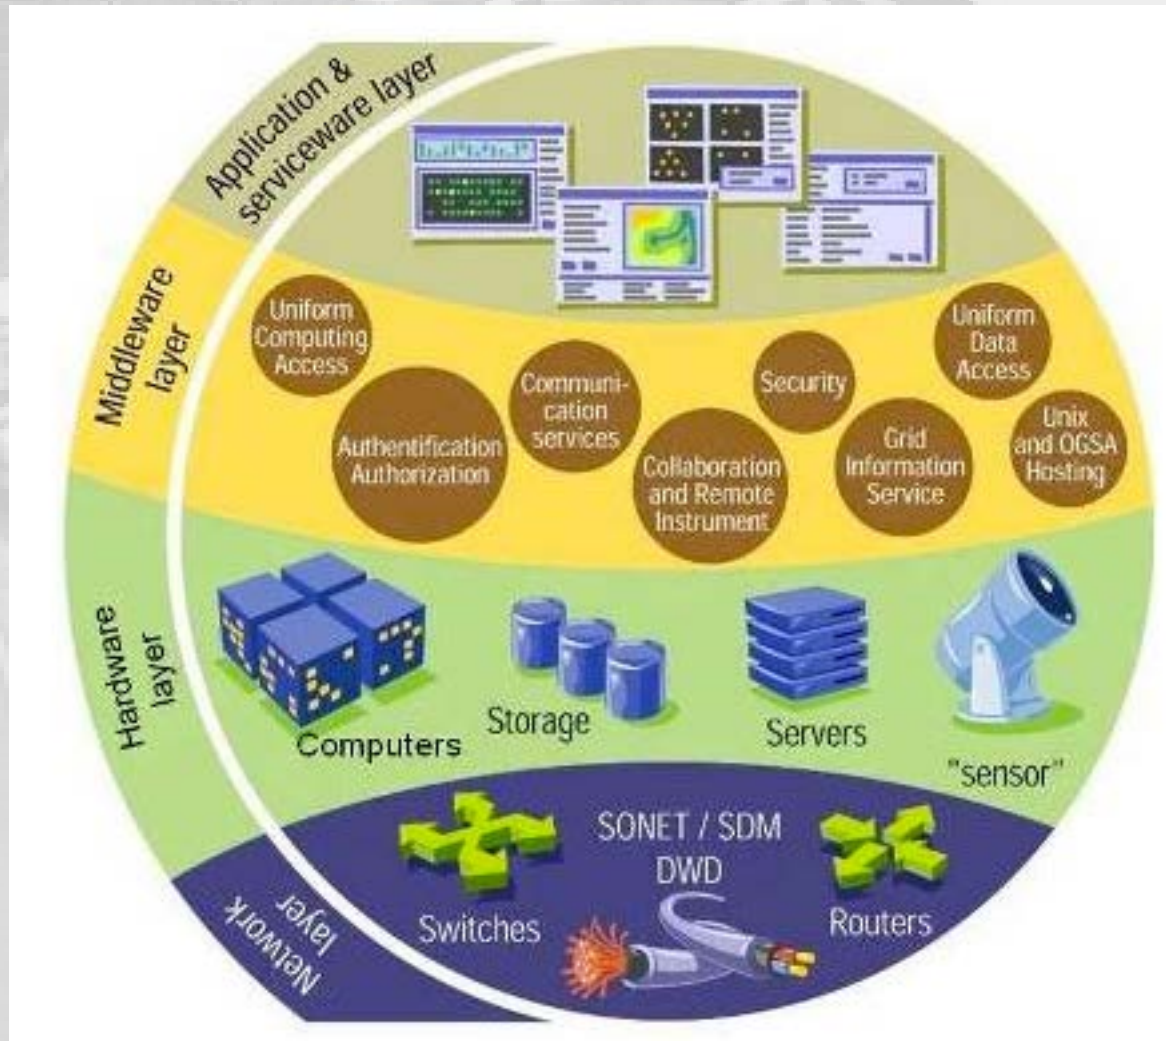 Application &
serviceware layer
Middleware
layer
Uniform
Computing
Access
Authentification
Authorization
Communi-
cation
services
Collaboration
and Remote
Instrument
Security
Grid
Information
Service
Uniform
Data
Access
Unix
and OGSA
Hosting
Hardware
layer
Computers
Storage
Servers
"sensor"
Network
layer
Switches
SONET / SDM
DWD
Routers